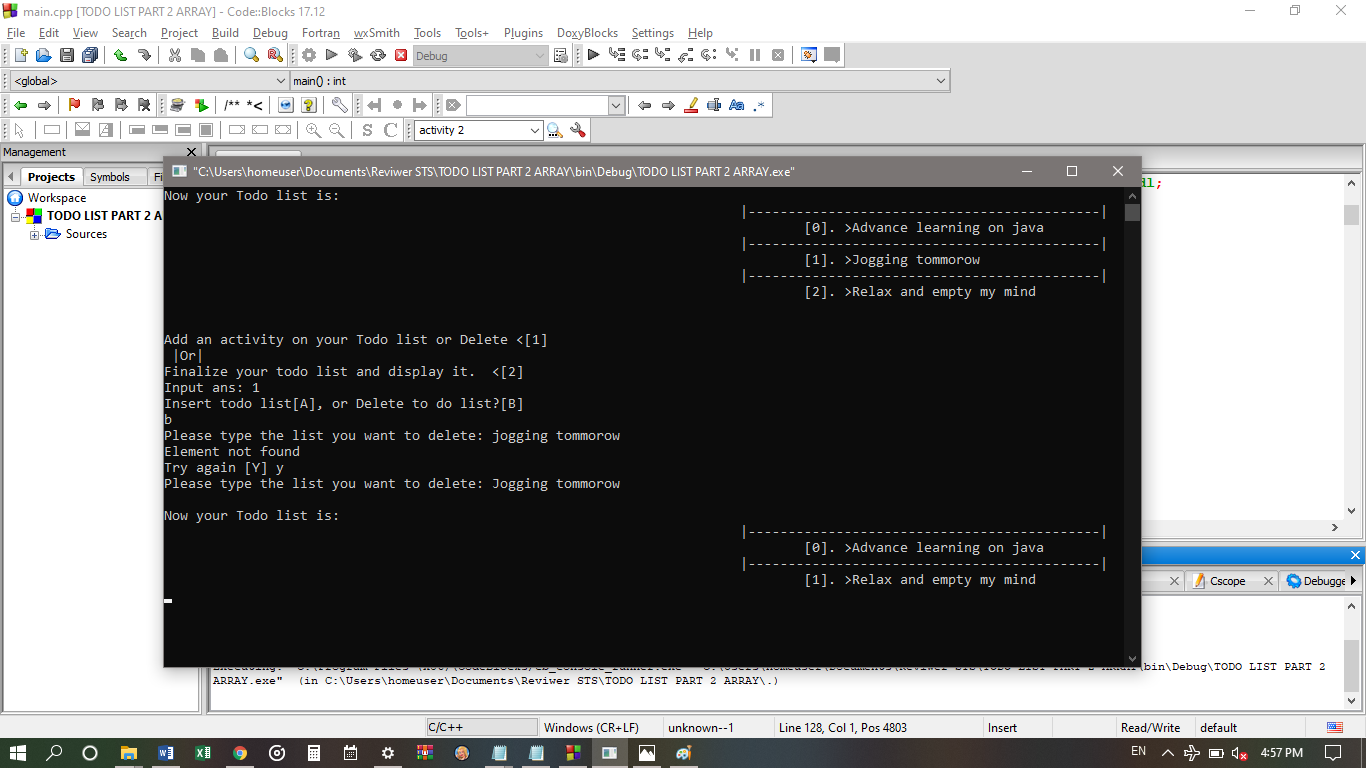 main.cpp [TODO LIST PART 2 ARRAY] - Code::Blocks 17.12
File Edit View Search Project Build Debug Fortran wxSmith Tools Tools+ Plugins DoxyBlocks Settings Help
Debug
<global> main() : int
/** *<
Aa .*
S C activity 2
Management
Projects Symbols
Workspace
TODO LIST PART 2
Sources
"C:\Users\homeuser\Documents\Reviwer STS\TODO LIST PART 2 ARRAY\bin\Debug\TODO LIST PART 2 ARRAY.exe"
Now your Todo list is:
|--------------------------------------------|
[0]. >Advance learning on java
|--------------------------------------------|
[1]. >Jogging tommorow
|--------------------------------------------|
[2]. >Relax and empty my mind
Add an activity on your Todo list or Delete <[1]
|Or|
Finalize your todo list and display it.  <[2]
Input ans: 1
Insert todo list[A], or Delete to do list?[B]
b
Please type the list you want to delete: jogging tommorow
Element not found
Try again [Y] y
Please type the list you want to delete: Jogging tommorow
Now your Todo list is:
|--------------------------------------------|
[0]. >Advance learning on java
|--------------------------------------------|
[1]. >Relax and empty my mind
Cscope Debugge
bin\Debug\TODO LIST PART 2
ARRAY.exe"  (in C:\Users\homeuser\Documents\Reviwer STS\TODO LIST PART 2 ARRAY\.)
C/C++ Windows (CR+LF) unknown--1 Line 128, Col 1, Pos 4803 Insert Read/Write default
EN 4:57 PM